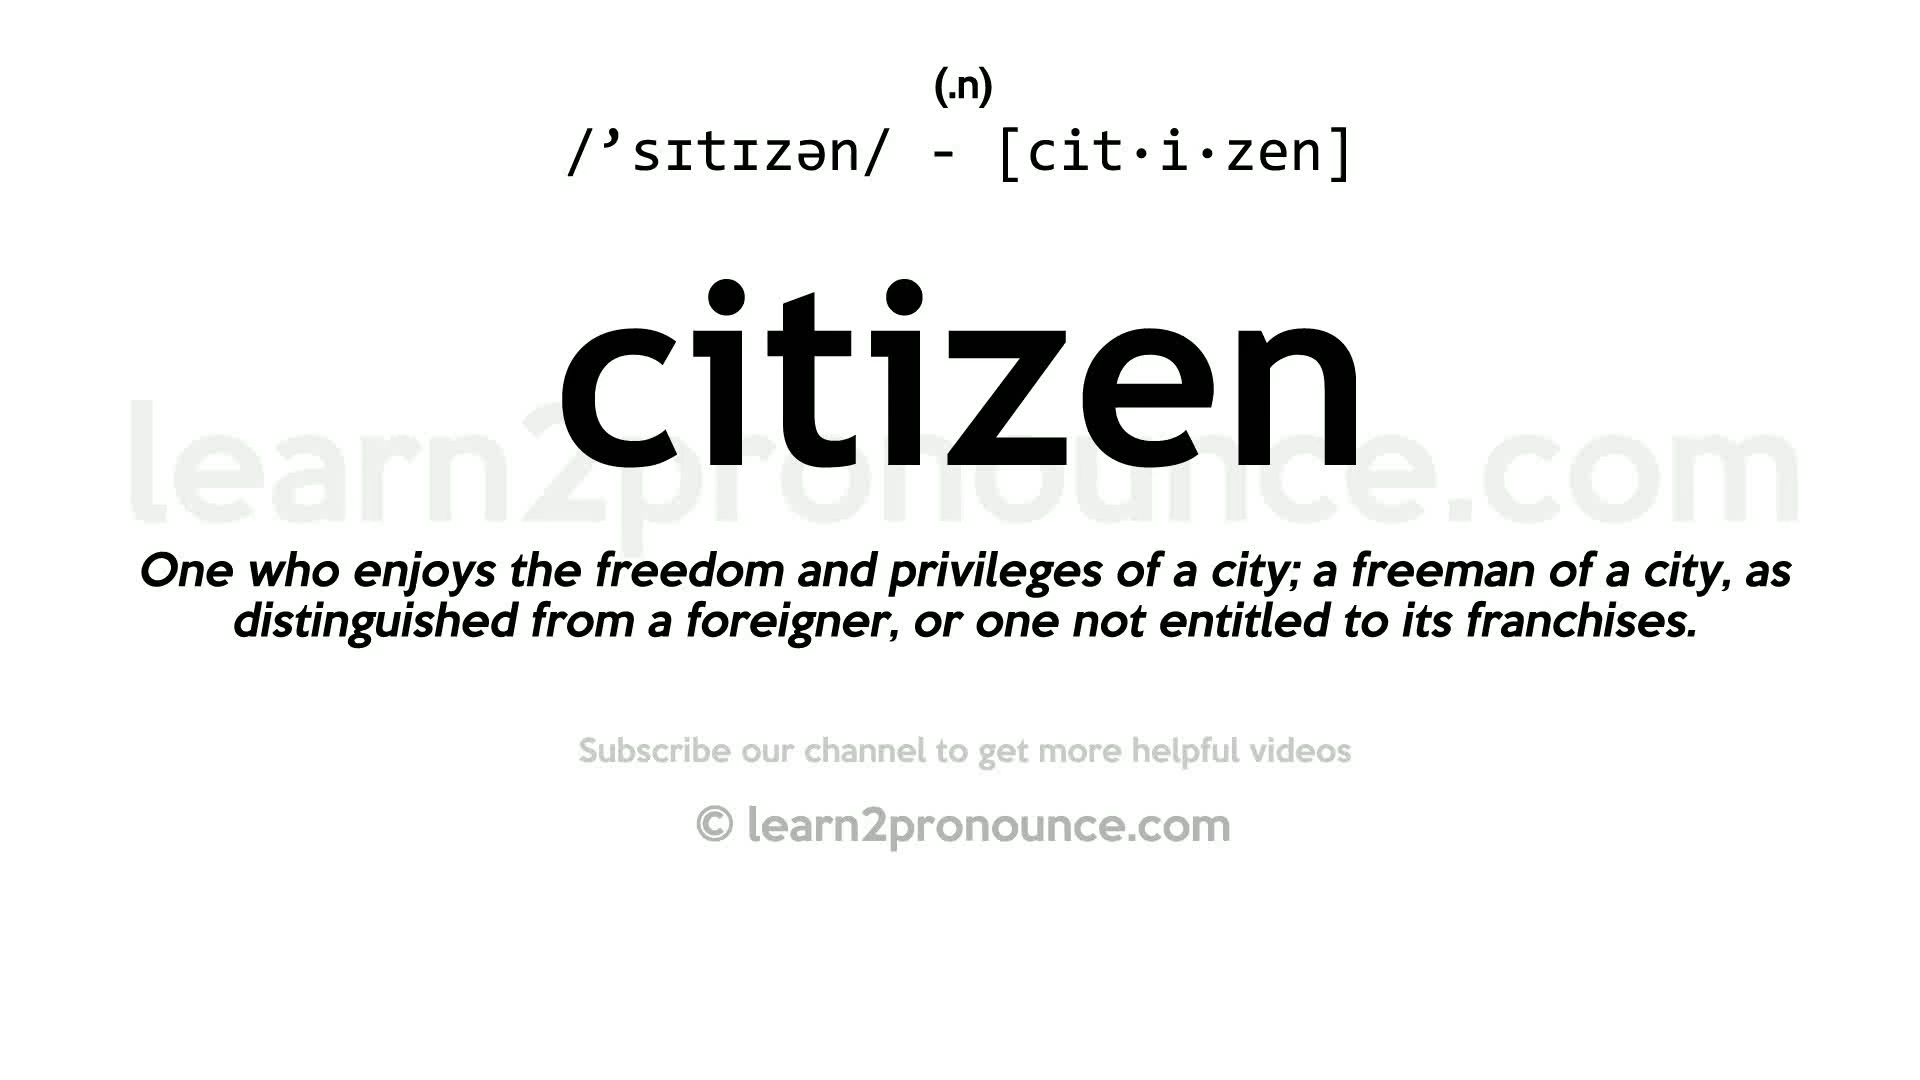 (.n)
/’sɪtɪzən/ - [cit·i·zen]
citizen
learn2pronounce.com
One who enjoys the freedom and privileges of a city; a freeman of a city, as
distinguished from a foreigner, or one not entitled to its franchises.
Subscribe our channel to get more helpful videos
© learn2pronounce.com